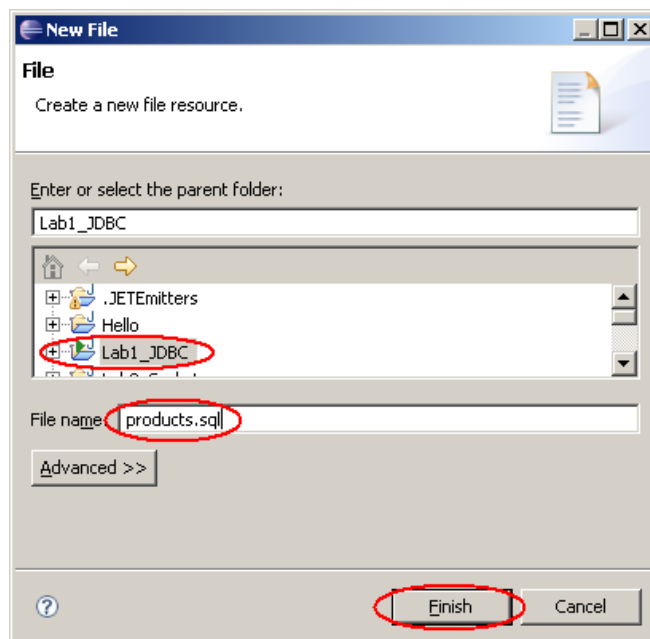 New File
File
Create a new file resource.
Enter or select the parent folder:
Lab1_JDBC
.JETEmitters
Hello
Lab1_JDBC
File name: products.sql
Advanced >>
Finish Cancel